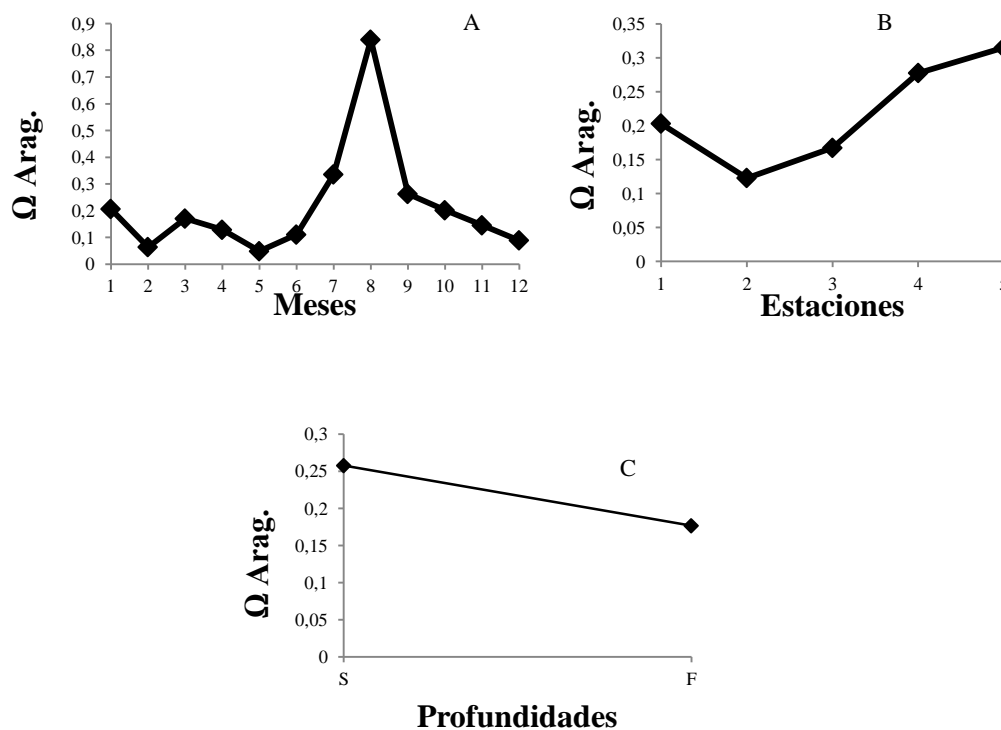 A
Ω Arag.
0,9
0,8
0,7
0,6
0,5
0,4
0,3
0,2
0,1
0
1 2 3 4 5 6 7 8 9 10 11 12
Meses
B
Ω Arag.
0,35
0,3
0,25
0,2
0,15
0,1
0,05
0
1 2 3 4 5
Estaciones
C
Ω Arag.
0,3
0,25
0,2
0,15
0,1
0,05
0
S F
Profundidades